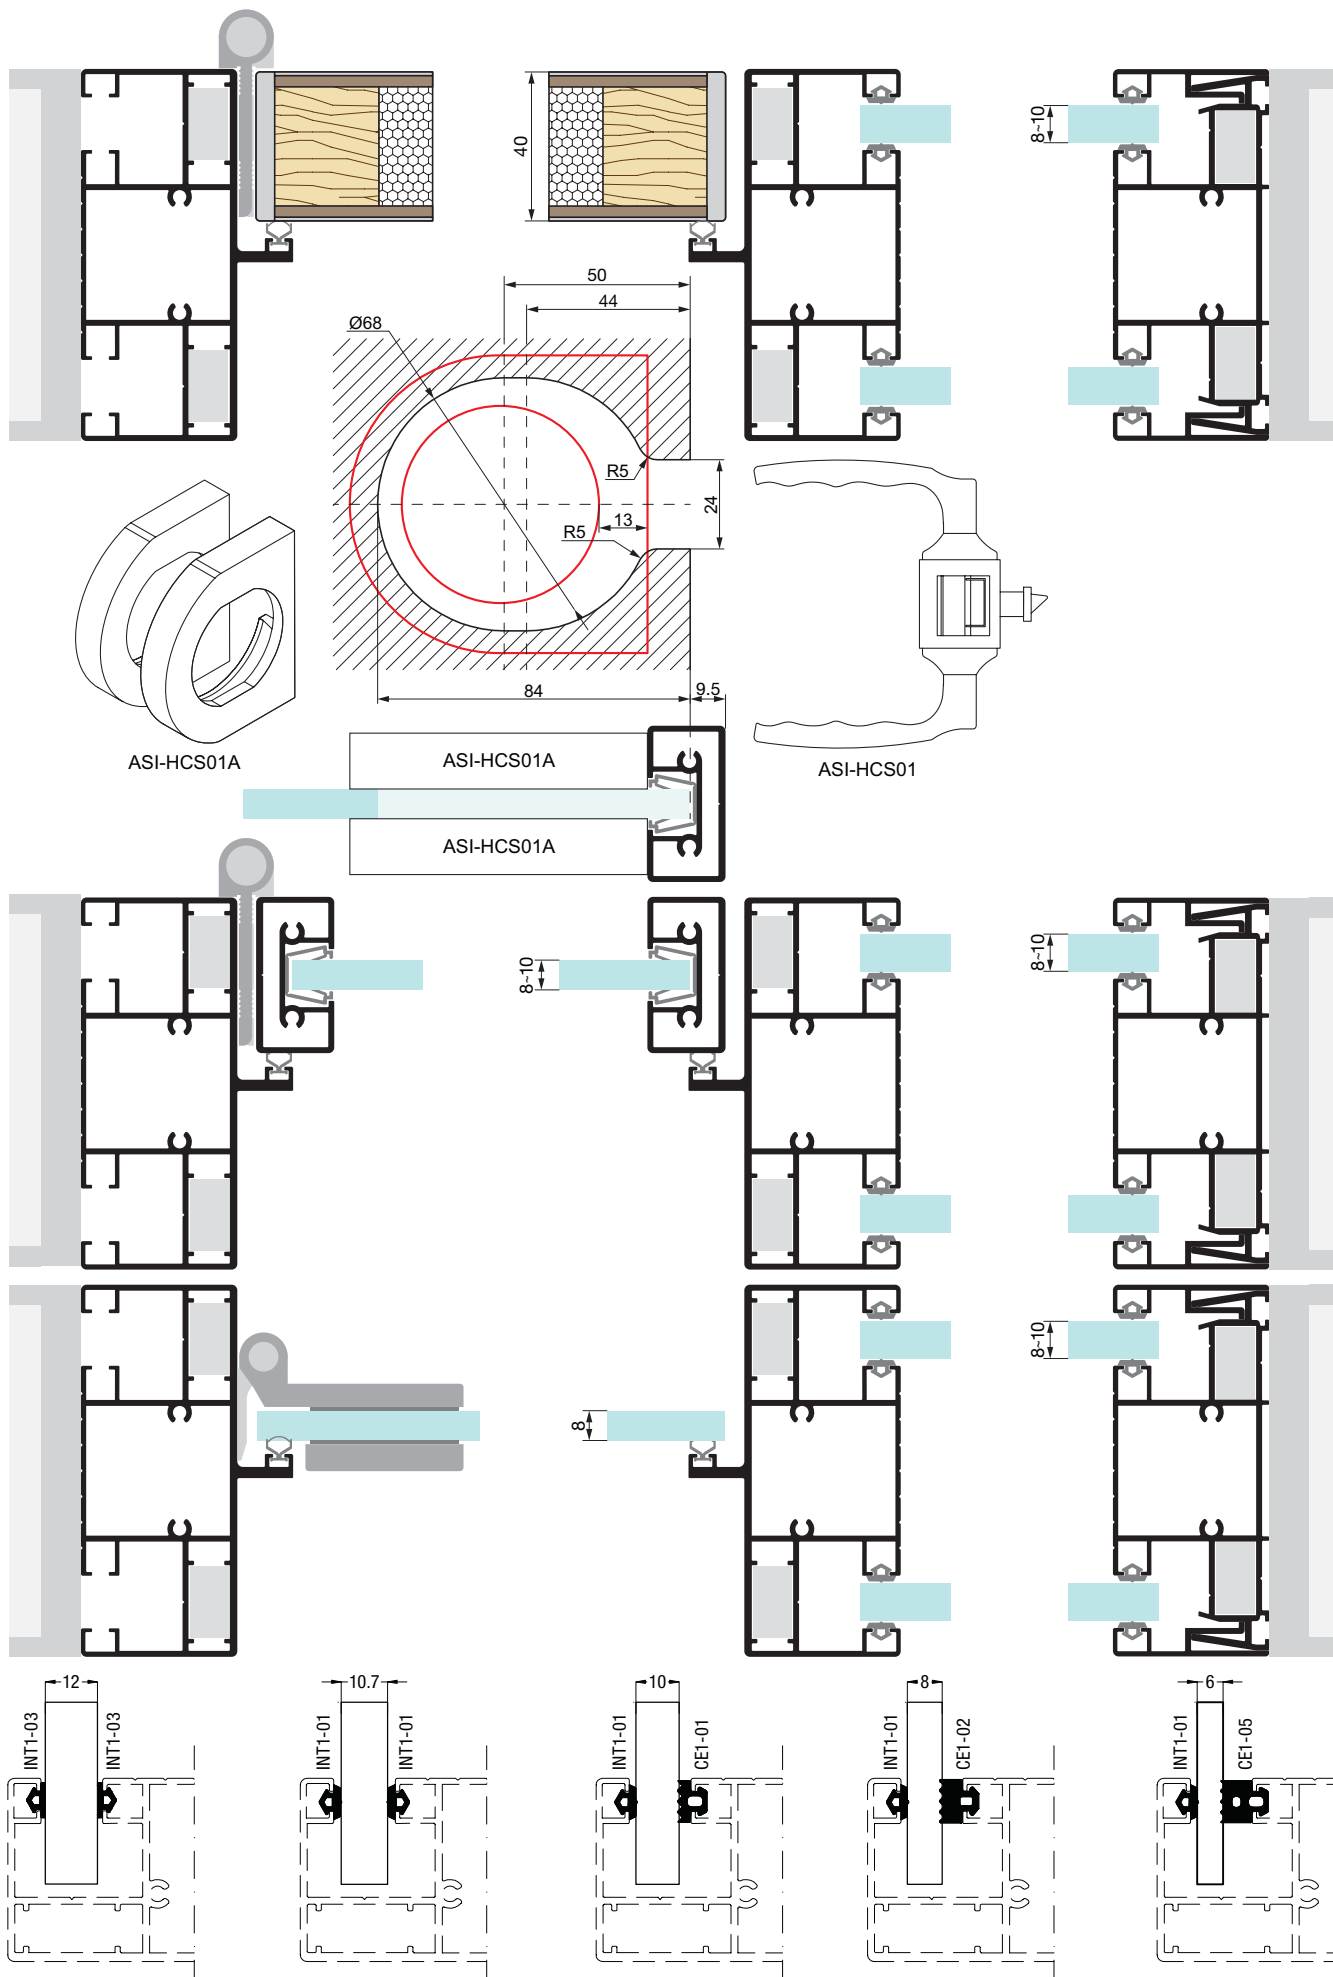 8~10
40
50
44
Ø68
R5
24
13
R5
84
9.5
ASI-HCS01A
ASI-HCS01A
ASI-HCS01
ASI-HCS01A
8~10
8~10
8~10
8
12
10.7
10
8
6
INT1-03
INT1-03
INT1-01
INT1-01
INT1-01
CE1-01
INT1-01
CE1-02
INT1-01
CE1-05